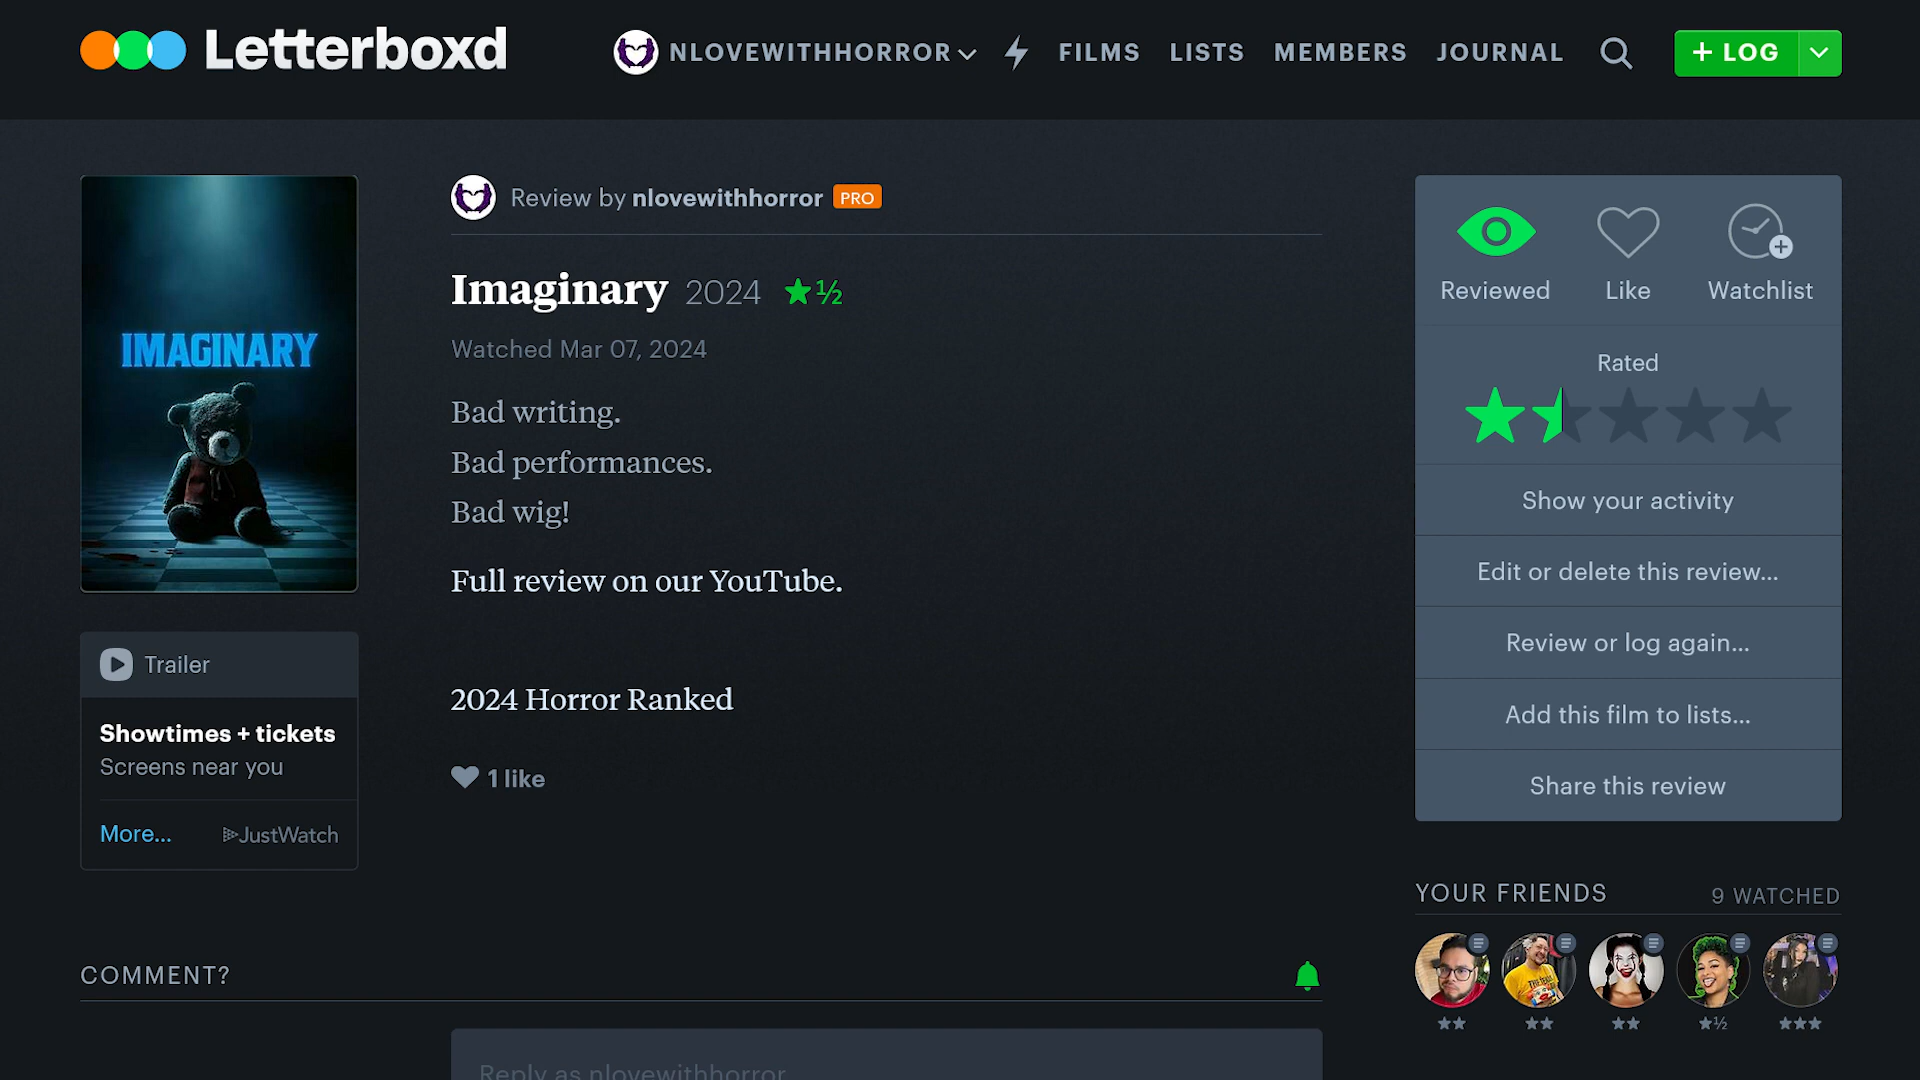 Letterboxd
NLOVEWITHHORROR
FILMS
LISTS
MEMBERS
JOURNAL
+ LOG
IMAGINARY
Trailer
Showtimes + tickets
Screens near you
More...
JustWatch
Review by nlovewithhorror PRO
Imaginary 2024 ★½
Watched Mar 07, 2024
Bad writing.
Bad performances.
Bad wig!
Full review on our YouTube.
2024 Horror Ranked
1 like
COMMENT?
Reply as nlovewithhorror
Reviewed
Like
Watchlist
Rated
Show your activity
Edit or delete this review...
Review or log again...
Add this film to lists...
Share this review
YOUR FRIENDS
9 WATCHED
★★ ★★ ★★ ★½ ★★★